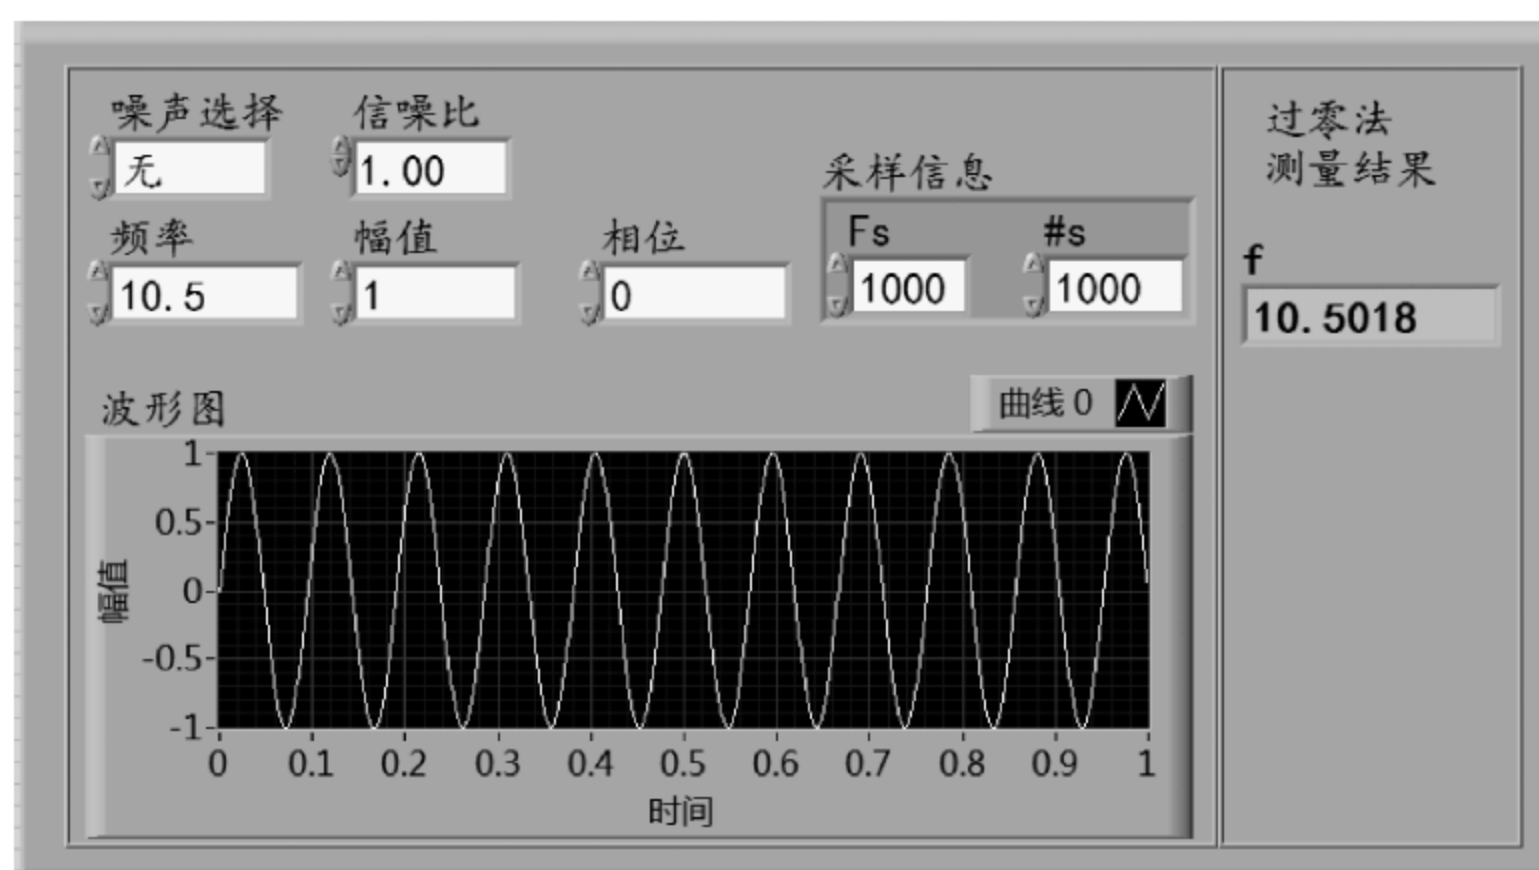 噪声选择
无
信噪比
1.00
频率
10.5
幅值
1
相位
0
采样信息
Fs
1000
#s
1000
过零法
测量结果
f
10.5018
波形图
曲线 0
幅值
1
0.5
0
-0.5
-1
0 0.1 0.2 0.3 0.4 0.5 0.6 0.7 0.8 0.9 1
时间